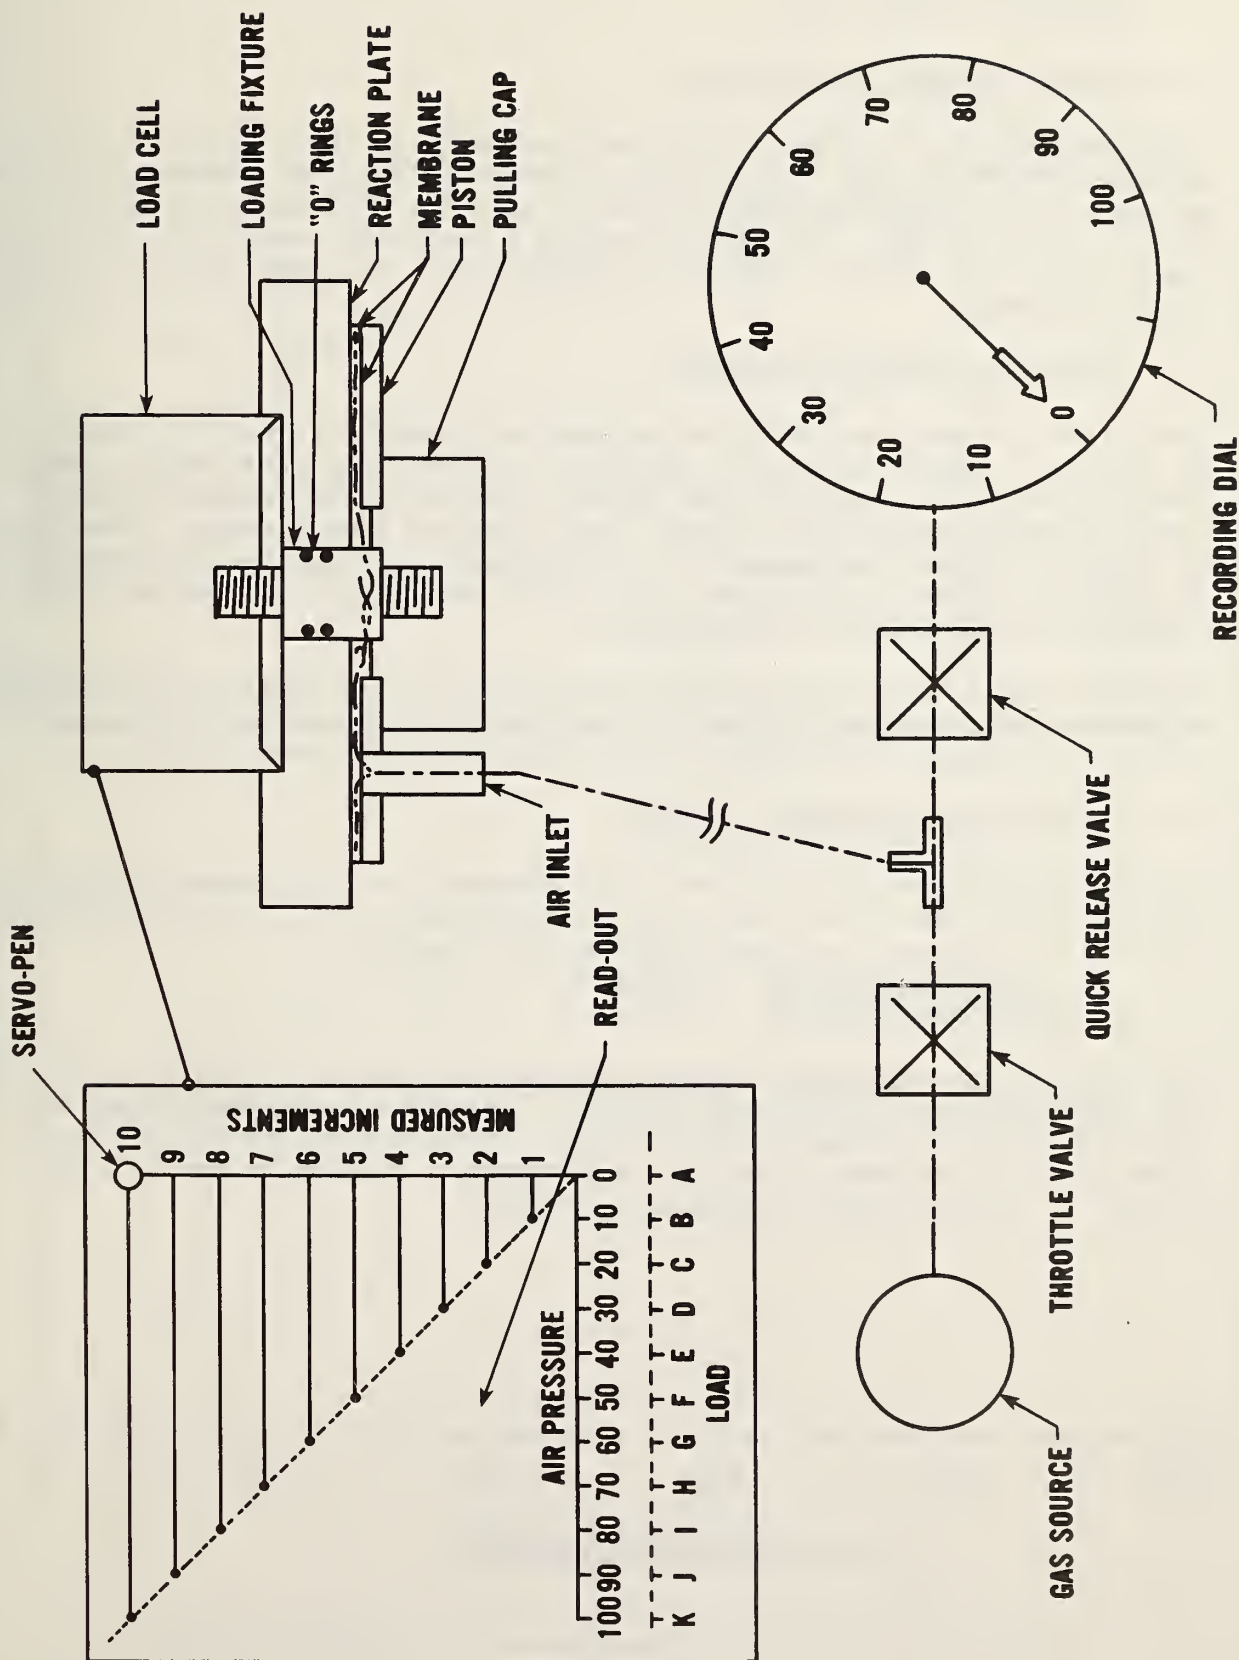 SERVO-PEN
MEASURED INCREMENTS
10
9
8
7
6
5
4
3
2
1
AIR PRESSURE
100 90 80 70 60 50 40 30 20 10 0
K J I H G F E D C B A
LOAD
READ-OUT
LOAD CELL
LOADING FIXTURE
"O" RINGS
REACTION PLATE
MEMBRANE
PISTON
PULLING CAP
AIR INLET
GAS SOURCE
THROTTLE VALVE
QUICK RELEASE VALVE
RECORDING DIAL
0
10
20
30
40
50
60
70
80
90
100